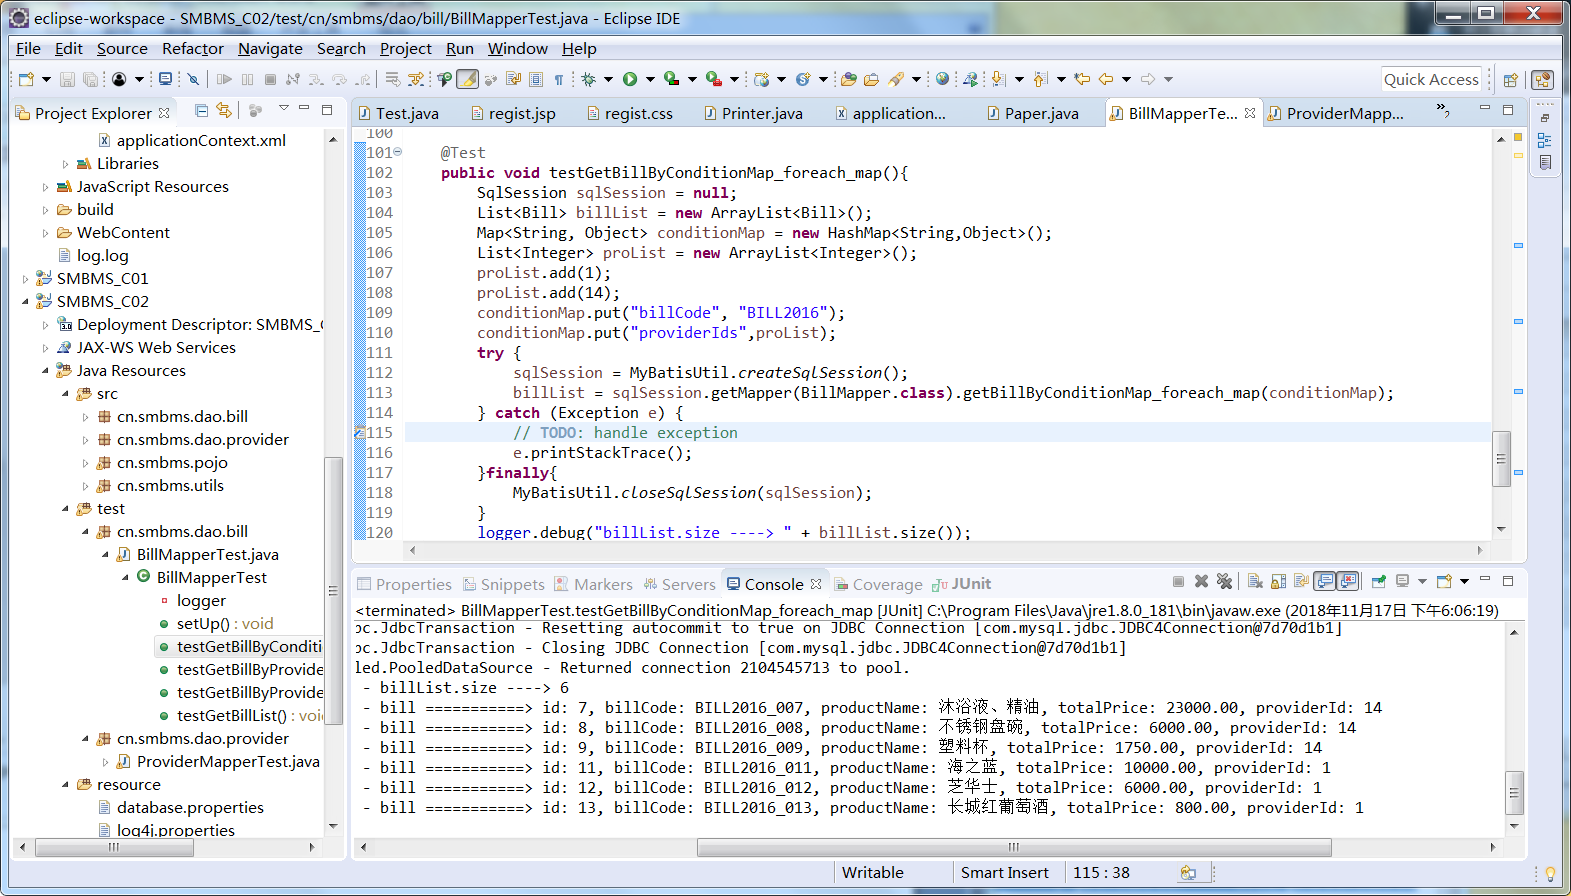 eclipse-workspace - SMBMS_C02/test/cn/smbms/dao/bill/BillMapperTest.java - Eclipse IDE
File Edit Source Refactor Navigate Search Project Run Window Help
Quick Access
Project Explorer
applicationContext.xml
Libraries
JavaScript Resources
build
WebContent
log.log
SMBMS_C01
SMBMS_C02
Deployment Descriptor: SMBMS_C
JAX-WS Web Services
Java Resources
src
cn.smbms.dao.bill
cn.smbms.dao.provider
cn.smbms.pojo
cn.smbms.utils
test
cn.smbms.dao.bill
BillMapperTest.java
BillMapperTest
logger
setUp() : void
testGetBillByConditi
testGetBillByProvide
testGetBillByProvide
testGetBillList() : voi
cn.smbms.dao.provider
ProviderMapperTest.java
resource
database.properties
log4j.properties
Test.java regist.jsp regist.css Printer.java application... Paper.java BillMapperTe... ProviderMapp...
100
101 @Test
102 public void testGetBillByConditionMap_foreach_map(){
103 SqlSession sqlSession = null;
104 List<Bill> billList = new ArrayList<Bill>();
105 Map<String, Object> conditionMap = new HashMap<String,Object>();
106 List<Integer> proList = new ArrayList<Integer>();
107 proList.add(1);
108 proList.add(14);
109 conditionMap.put("billCode", "BILL2016");
110 conditionMap.put("providerIds",proList);
111 try {
112 sqlSession = MyBatisUtil.createSqlSession();
113 billList = sqlSession.getMapper(BillMapper.class).getBillByConditionMap_foreach_map(conditionMap);
114 } catch (Exception e) {
115 // TODO: handle exception
116 e.printStackTrace();
117 }finally{
118 MyBatisUtil.closeSqlSession(sqlSession);
119 }
120 logger.debug("billList.size ----> " + billList.size());
Properties Snippets Markers Servers Console Coverage JUnit
<terminated> BillMapperTest.testGetBillByConditionMap_foreach_map [JUnit] C:\Program Files\Java\jre1.8.0_181\bin\javaw.exe (2018年11月17日 下午6:06:19)
oc.JdbcTransaction - Resetting autocommit to true on JDBC Connection [com.mysql.jdbc.JDBC4Connection@7d70d1b1]
oc.JdbcTransaction - Closing JDBC Connection [com.mysql.jdbc.JDBC4Connection@7d70d1b1]
led.PooledDataSource - Returned connection 2104545713 to pool.
- billList.size ----> 6
- bill ===========> id: 7, billCode: BILL2016_007, productName: 沐浴液、精油, totalPrice: 23000.00, providerId: 14
- bill ===========> id: 8, billCode: BILL2016_008, productName: 不锈钢盘碗, totalPrice: 6000.00, providerId: 14
- bill ===========> id: 9, billCode: BILL2016_009, productName: 塑料杯, totalPrice: 1750.00, providerId: 14
- bill ===========> id: 11, billCode: BILL2016_011, productName: 海之蓝, totalPrice: 10000.00, providerId: 1
- bill ===========> id: 12, billCode: BILL2016_012, productName: 芝华士, totalPrice: 6000.00, providerId: 1
- bill ===========> id: 13, billCode: BILL2016_013, productName: 长城红葡萄酒, totalPrice: 800.00, providerId: 1
Writable Smart Insert 115 : 38